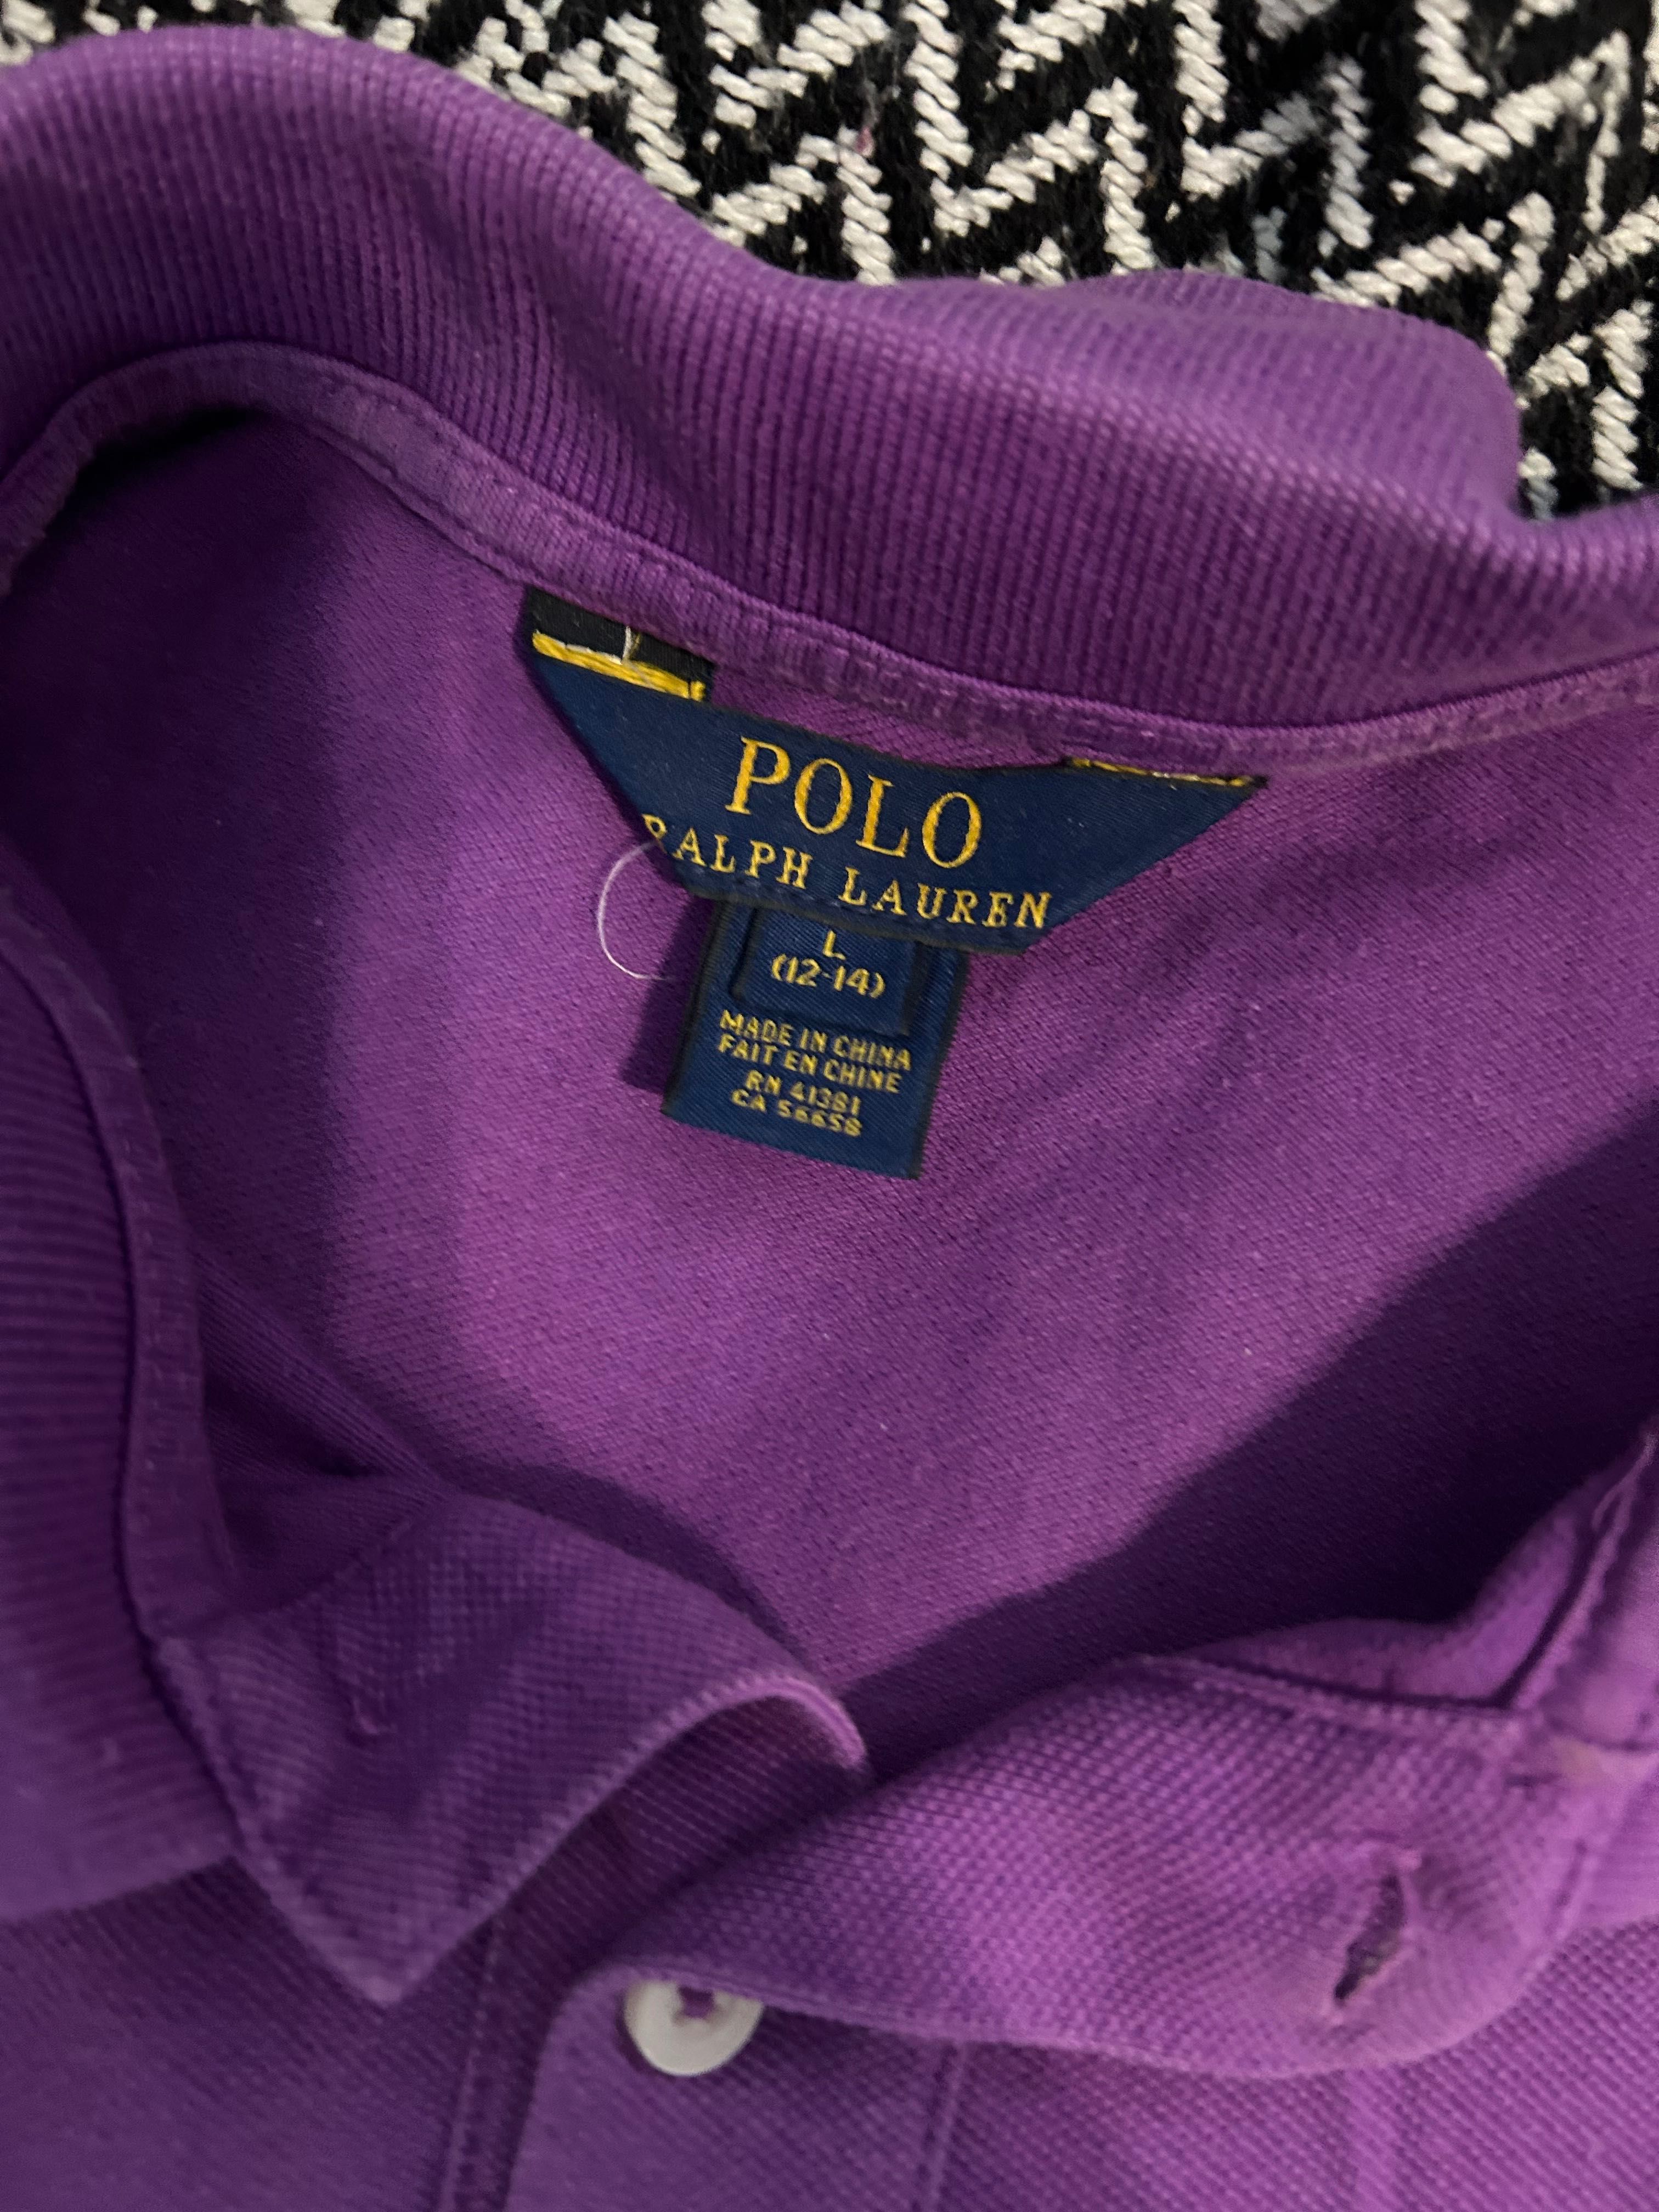 POLO
RALPH LAUREN
L
(12-14)
MADE IN CHINA
FAIT EN CHINE
RN 41381
CA 56658